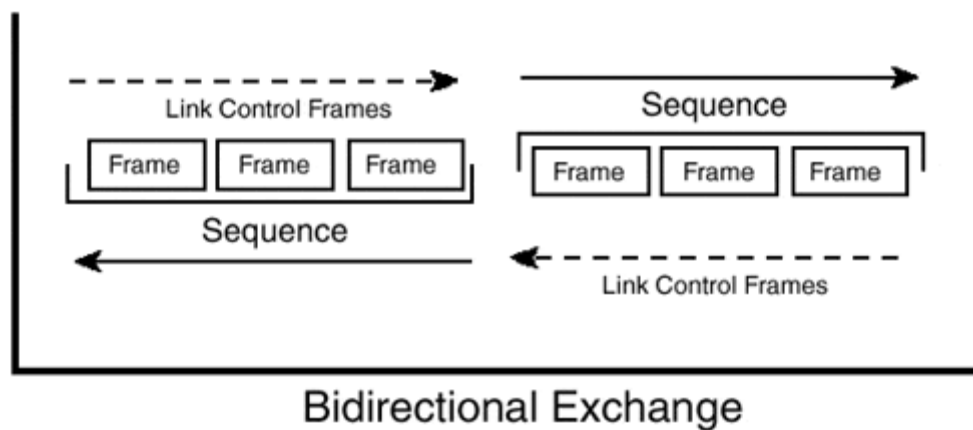 Link Control Frames
Frame Frame Frame
Sequence
Sequence
Frame Frame Frame
Link Control Frames
Bidirectional Exchange